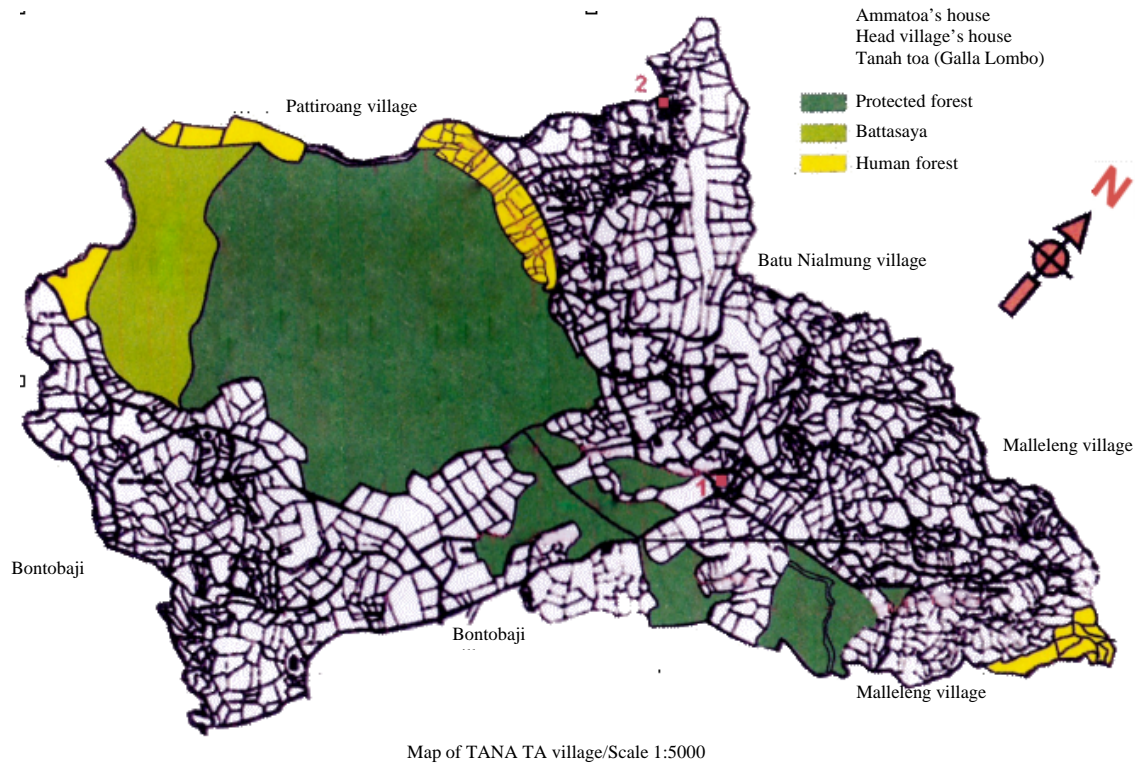 Ammatoa's house
Head village's house
Tanah toa (Galla Lombo)
Protected forest
Battasaya
Human forest
N
2
... .
Pattiroang village
Batu Nialmung village
Malleleng village
1
Bontobaji
Bontobaji
...
Malleleng village
Map of TANA TA village/Scale 1:5000